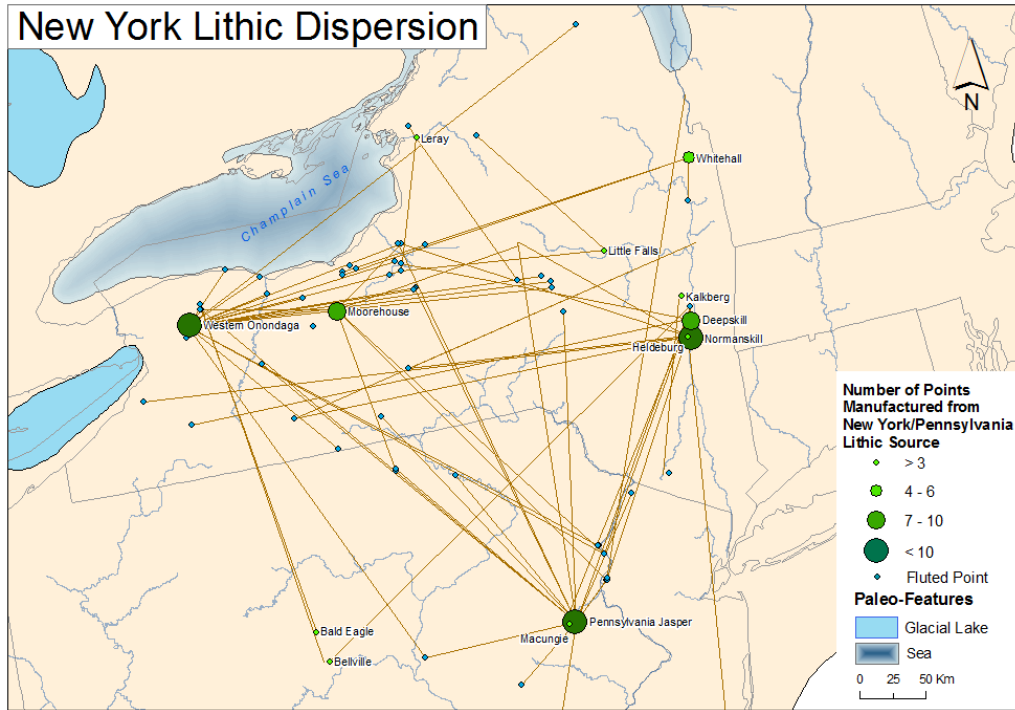 New York Lithic Dispersion
N
Leray
Whitehall
Champlain Sea
Little Falls
Kalkberg
Moorehouse
Western Onondaga
Deepskill
Normanskill
Heldeburg
Number of Points
Manufactured from
New York/Pennsylvania
Lithic Source
> 3
4 - 6
7 - 10
< 10
Fluted Point
Paleo-Features
Glacial Lake
Sea
0 25 50 Km
Pennsylvania Jasper
Macungie
Bald Eagle
Bellville